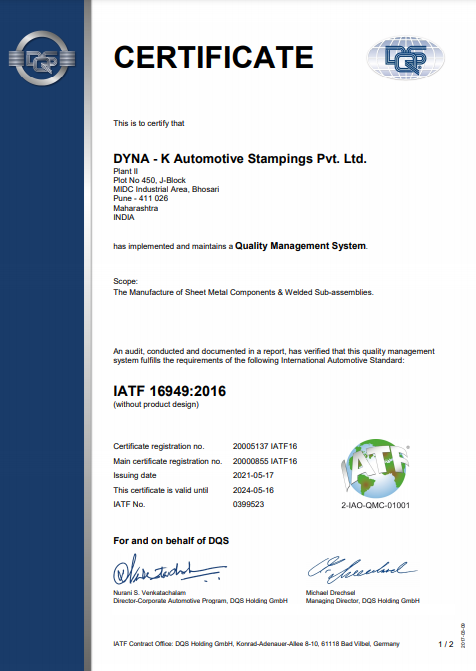 DQS
CERTIFICATE
DQS
This is to certify that
DYNA - K Automotive Stampings Pvt. Ltd.
Plant II
Plot No 450, J-Block
MIDC Industrial Area, Bhosari
Pune - 411 026
Maharashtra
INDIA
has implemented and maintains a Quality Management System.
Scope:
The Manufacture of Sheet Metal Components & Welded Sub-assemblies.
An audit, conducted and documented in a report, has verified that this quality management
system fulfills the requirements of the following International Automotive Standard:
IATF 16949:2016
(without product design)
Certificate registration no. 20005137 IATF16
Main certificate registration no. 20000855 IATF16
Issuing date 2021-05-17
This certificate is valid until 2024-05-16
IATF No. 0399523
IATF
2-IAO-QMC-01001
For and on behalf of DQS
Nurani S. Venkatachalam
Director-Corporate Automotive Program, DQS Holding GmbH
Michael Drechsel
Managing Director, DQS Holding GmbH
IATF Contract Office: DQS Holding GmbH, Konrad-Adenauer-Allee 8-10, 61118 Bad Vilbel, Germany
1 / 2